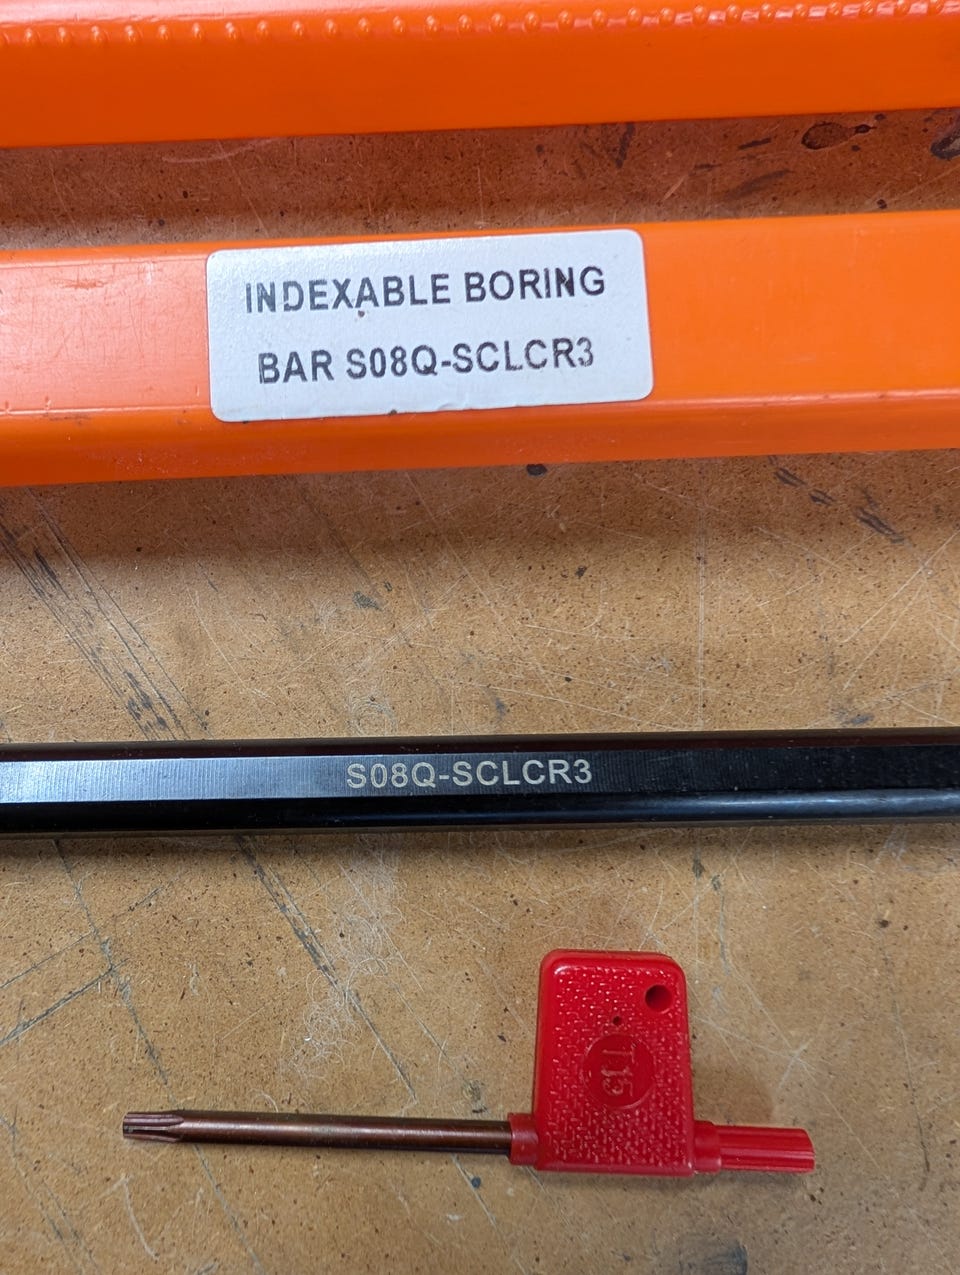 INDEXABLE BORING
BAR S08Q-SCLCR3
S08Q-SCLCR3
T15